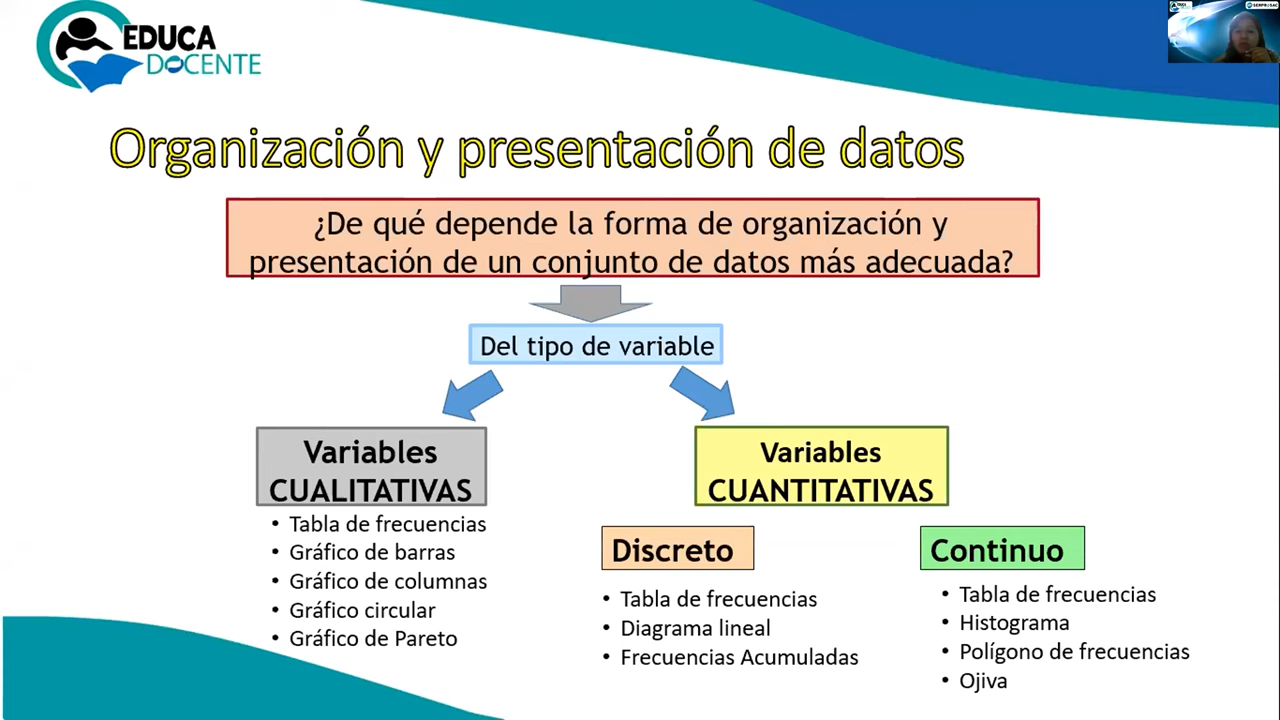 EDUCA
DOCENTE
Organización y presentación de datos
¿De qué depende la forma de organización y
presentación de un conjunto de datos más adecuada?
Del tipo de variable
Variables
CUALITATIVAS
• Tabla de frecuencias
• Gráfico de barras
• Gráfico de columnas
• Gráfico circular
• Gráfico de Pareto
Variables
CUANTITATIVAS
Discreto
• Tabla de frecuencias
• Diagrama lineal
• Frecuencias Acumuladas
Continuo
• Tabla de frecuencias
• Histograma
• Polígono de frecuencias
• Ojiva